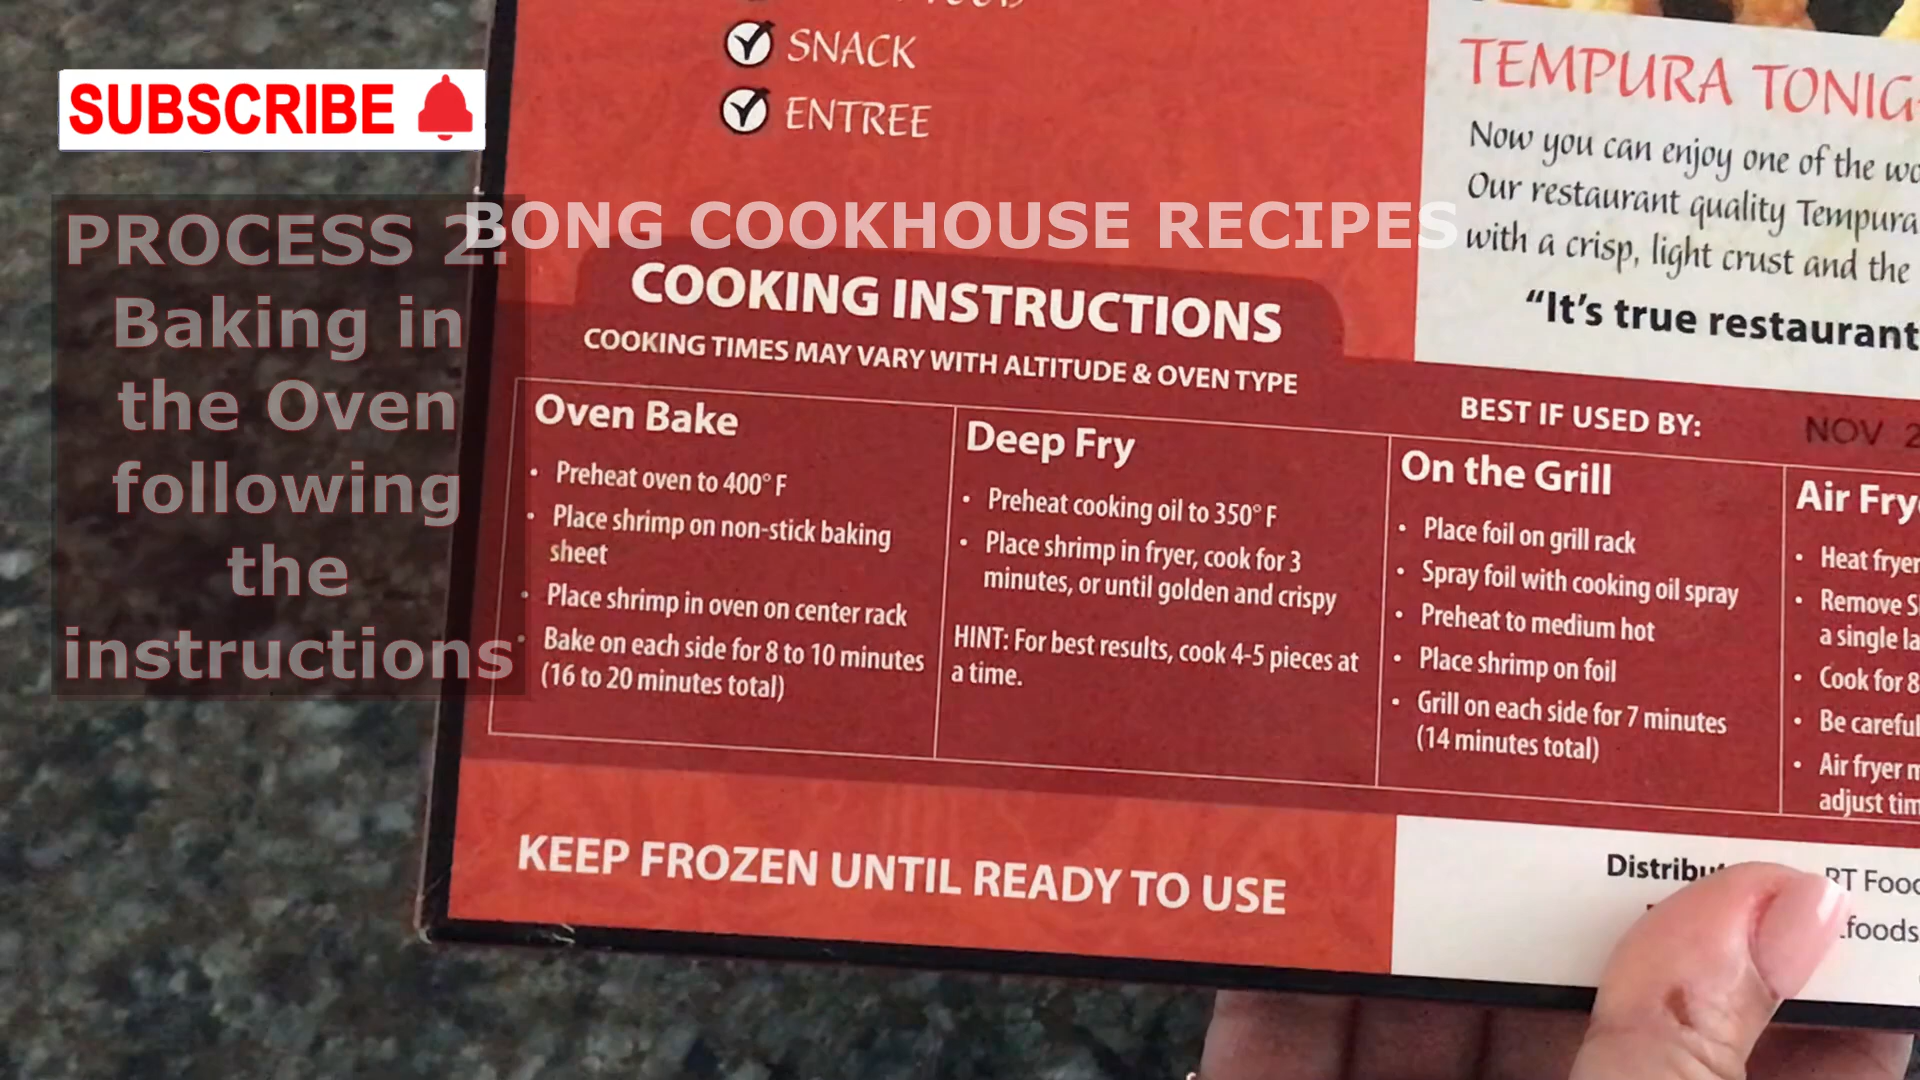 SNACK
ENTREE
SUBSCRIBE
PROCESS 2:
Baking in
the Oven
following
the
instructions
BONG COOKHOUSE RECIPES
TEMPURA
Now you can enjoy one of the
Our restaurant quality Tempura
with a crisp, light crust and the
“It's true restaurant
COOKING INSTRUCTIONS
COOKING TIMES MAY VARY WITH ALTITUDE & OVEN TYPE
BEST IF USED BY:
NOV
Oven Bake
• Preheat oven to 400° F
• Place shrimp on non-stick baking
sheet
• Place shrimp in oven on center rack
• Bake on each side for 8 to 10 minutes
(16 to 20 minutes total)
Deep Fry
• Preheat cooking oil to 350° F
• Place shrimp in fryer, cook for 3
minutes, or until golden and crispy
HINT: For best results, cook 4-5 pieces at
a time.
On the Grill
• Place foil on grill rack
• Spray foil with cooking oil spray
• Preheat to medium hot
• Place shrimp on foil
• Grill on each side for 7 minutes
(14 minutes total)
Air
• Heat fryer
• Remove
a single
• Cook for 8
• Be careful
• Air fryer
adjust
KEEP FROZEN UNTIL READY TO USE